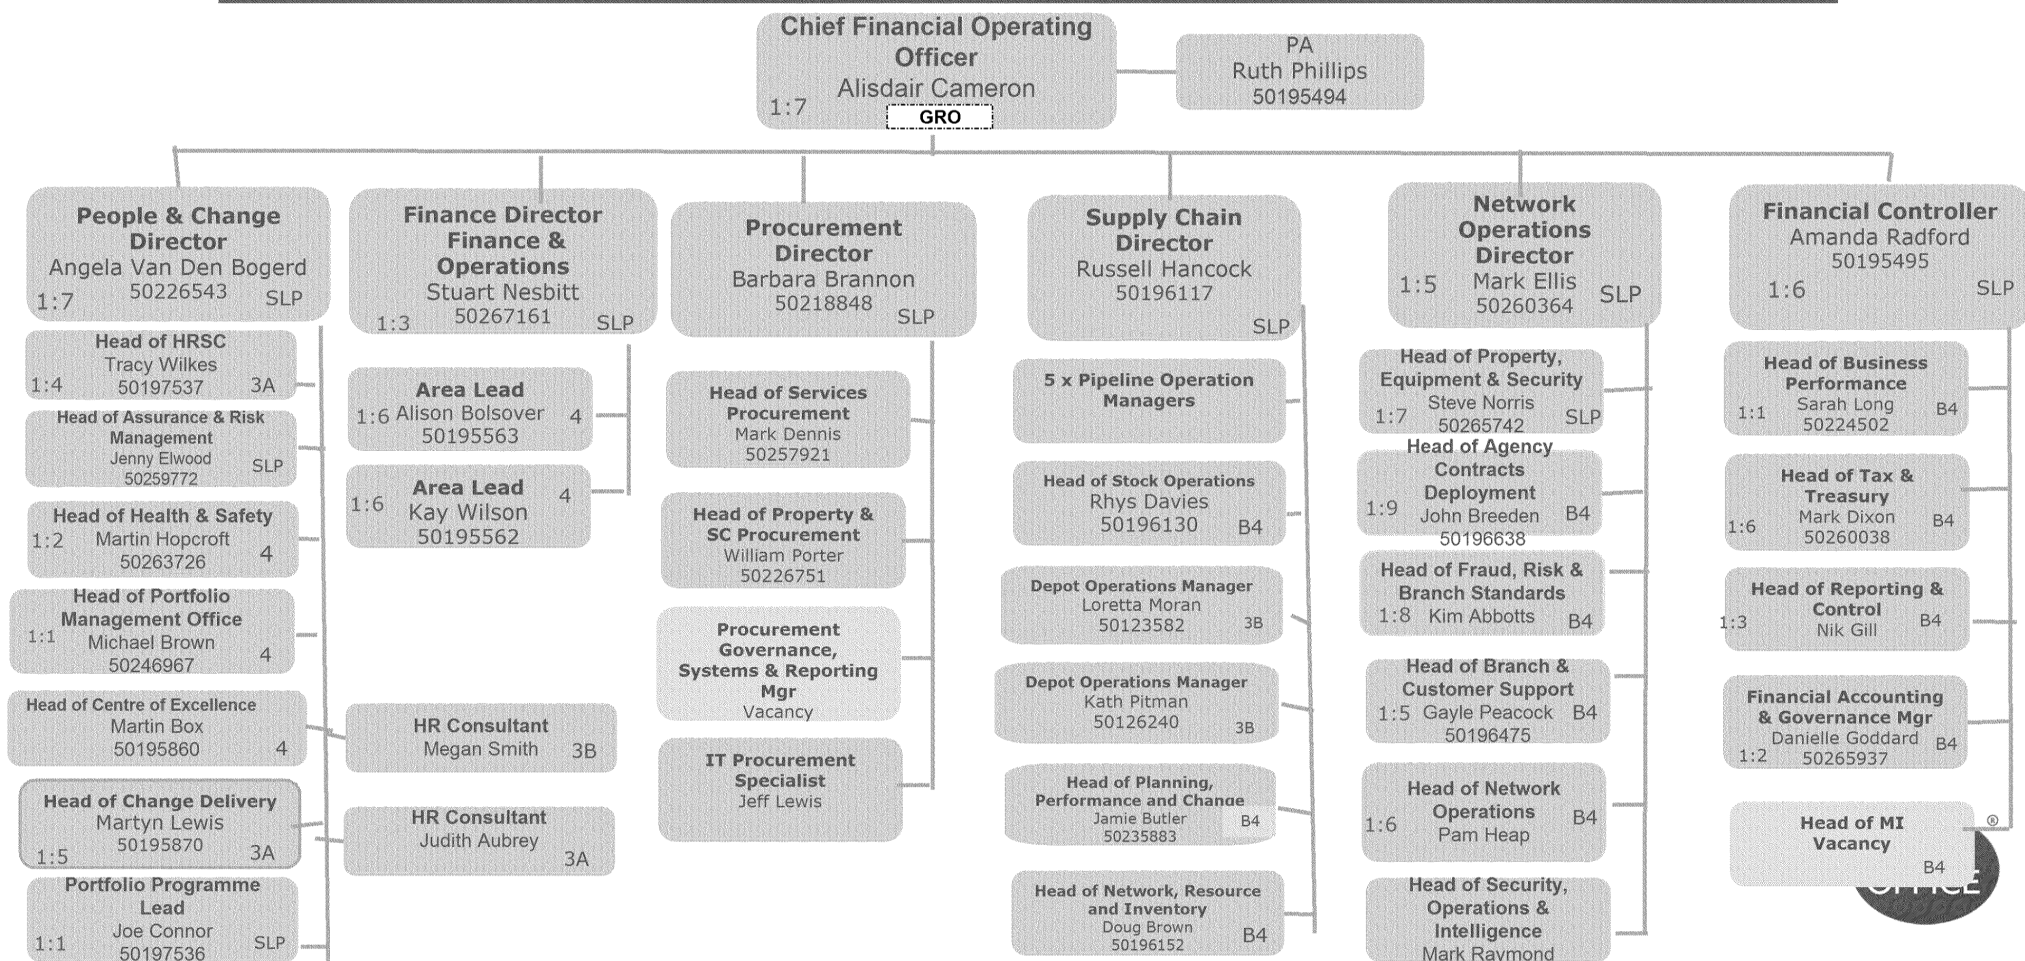 Chief Financial Operating
Officer
Alisdair Cameron
1:7
GRO
PA
Ruth Phillips
50195494
People & Change
Director
Angela Van Den Bogerd
50226543
1:7
SLP
Head of HRSC
Tracy Wilkes
1:4 50197537 3A
Head of Assurance & Risk
Management
Jenny Elwood
SLP
50259772
Head of Health & Safety
1:2 Martin Hopcroft
50263726 4
Head of Portfolio
Management Office
1:1 Michael Brown
50246967 4
Head of Centre of Excellence
Martin Box
50195860 4
Head of Change Delivery
Martyn Lewis
50195870
1:5 3A
Portfolio Programme
Lead
Joe Connor
1:1 SLP
50197536
HR Consultant
Megan Smith 3B
HR Consultant
Judith Aubrey
3A
Finance Director
Finance &
Operations
Stuart Nesbitt
50267161
1:3 SLP
Area Lead
1:6 Alison Bolsover 4
50195563
Area Lead 4
1:6 Kay Wilson
50195562
Procurement
Director
Barbara Brannon
50218848
SLP
Head of Services
Procurement
Mark Dennis
50257921
Head of Property &
SC Procurement
William Porter
50226751
Procurement
Governance,
Systems & Reporting
Mgr
Vacancy
IT Procurement
Specialist
Jeff Lewis
Supply Chain
Director
Russell Hancock
50196117
SLP
5 x Pipeline Operation
Managers
Head of Stock Operations
Rhys Davies
50196130 B4
Depot Operations Manager
Loretta Moran
50123582 3B
Depot Operations Manager
Kath Pitman
50126240 3B
Head of Planning,
Performance and Change
Jamie Butler B4
50235883
Head of Network, Resource
and Inventory
Doug Brown
50196152 B4
Network
Operations
Director
1:5 Mark Ellis SLP
50260364
Head of Property,
Equipment & Security
Steve Norris
1:7 SLP
50265742
Head of Agency
Contracts
Deployment
1:9 John Breeden B4
50196638
Head of Fraud, Risk &
Branch Standards
1:8 Kim Abbotts B4
Head of Branch &
Customer Support
1:5 Gayle Peacock B4
50196475
Head of Network
Operations B4
1:6 Pam Heap
Head of Security,
Operations &
Intelligence
Mark Raymond
Financial Controller
Amanda Radford
50195495
1:6 SLP
Head of Business
Performance
1:1 Sarah Long B4
50224502
Head of Tax &
Treasury
1:6 Mark Dixon B4
50260038
Head of Reporting &
Control
1:3 Nik Gill B4
Financial Accounting
& Governance Mgr
Danielle Goddard B4
1:2 50265937
Head of MI
Vacancy
B4
®
OFFICE